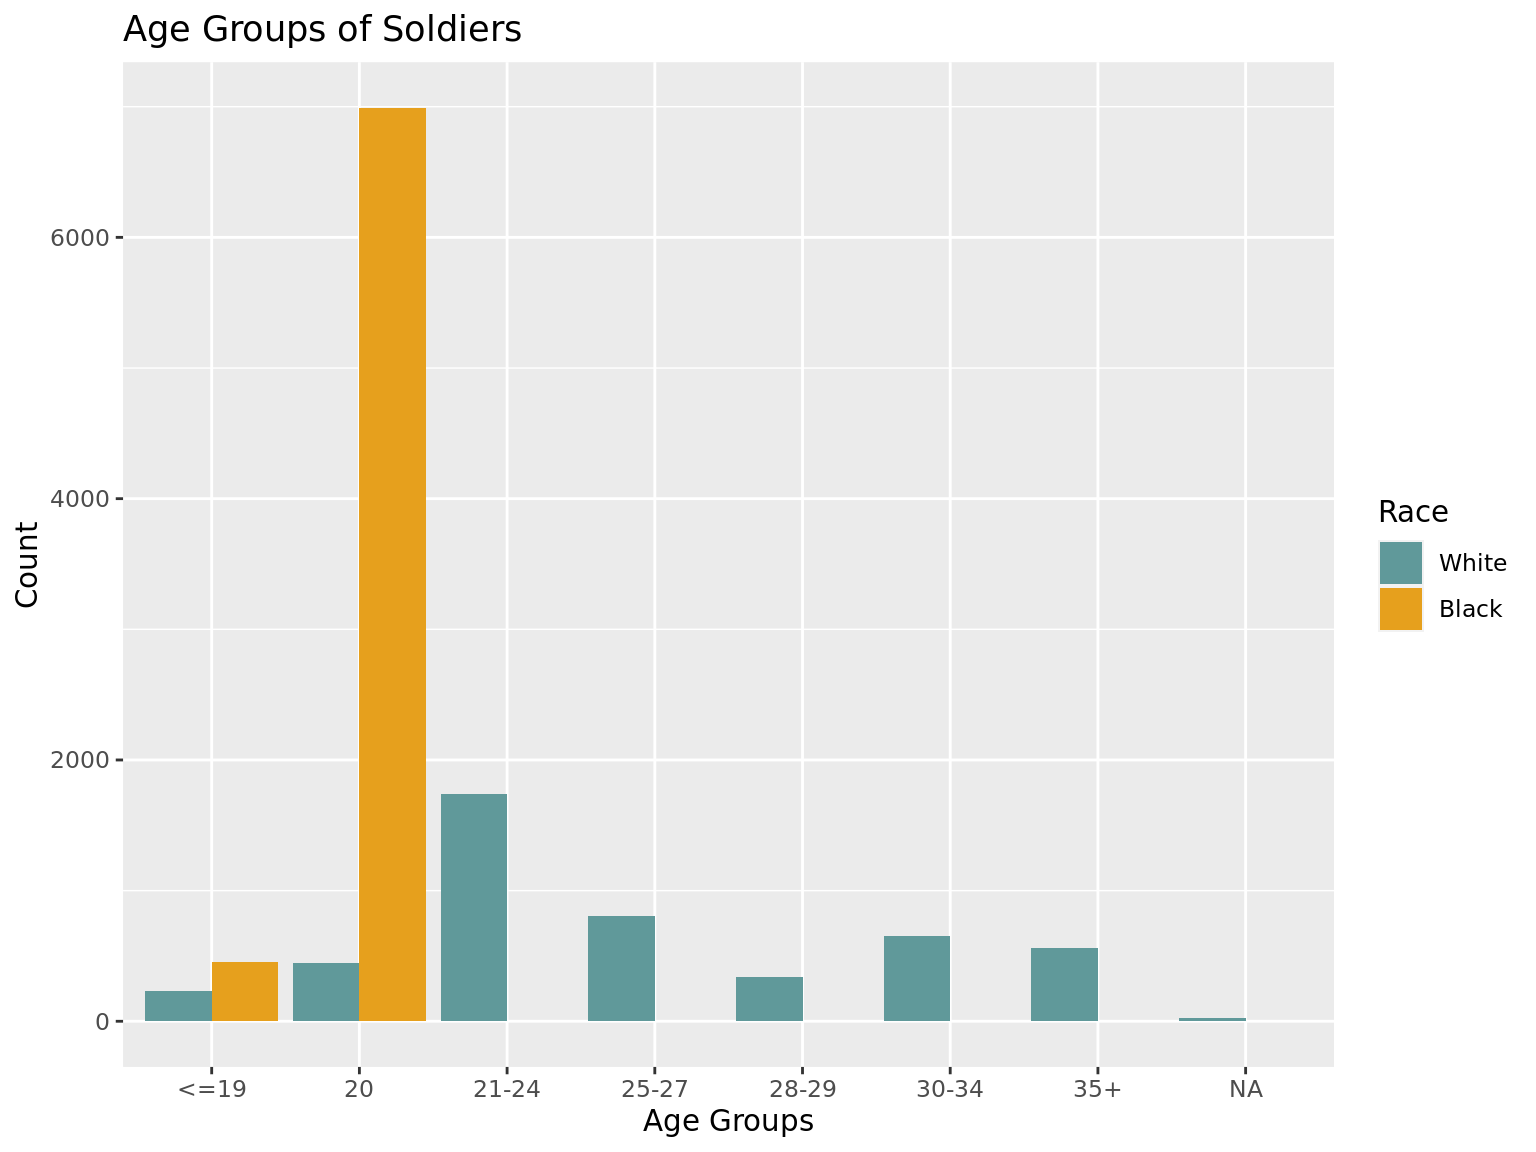 Age Groups of Soldiers
6000
4000
2000
0
Count
<=19
20
21-24
25-27
28-29
30-34
35+
NA
Age Groups
Race
White
Black